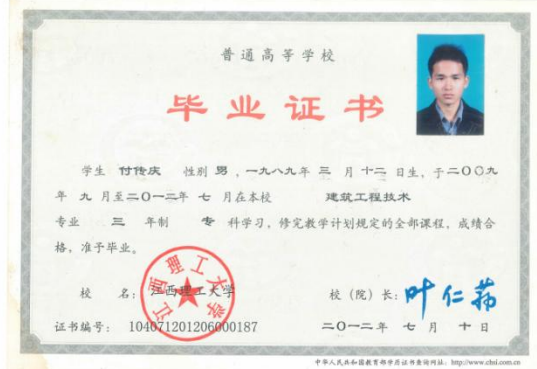 普通高等学校
毕业证书
学生 付传庆 性别 男，一九八九年 三 月 十二 日生，于二〇〇九
年 九 月至二〇一二年 七 月在本校 建筑工程技术
专业 三 年制 专 科学习，修完教学计划规定的全部课程，成绩合
格，准予毕业。
江西理工大学
校 名：江西理工大学 校（院）长：叶仁荪
证书编号： 104071201206000187 二〇一二年 七 月 十 日
中华人民共和国教育部学历证书查询网址：http://www.chsi.com.cn